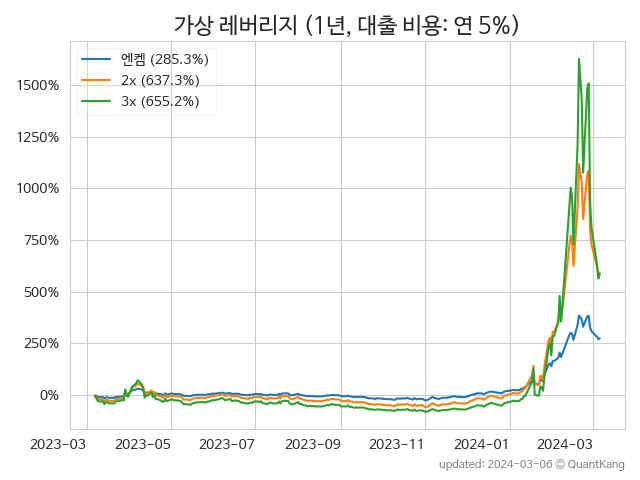 가상 레버리지 (1년, 대출 비용: 연 5%)
엔켐 (285.3%)
2x (637.3%)
3x (655.2%)
1500%
1250%
1000%
750%
500%
250%
0%
2023-03 2023-05 2023-07 2023-09 2023-11 2024-01 2024-03
updated: 2024-03-06 © QuantKang